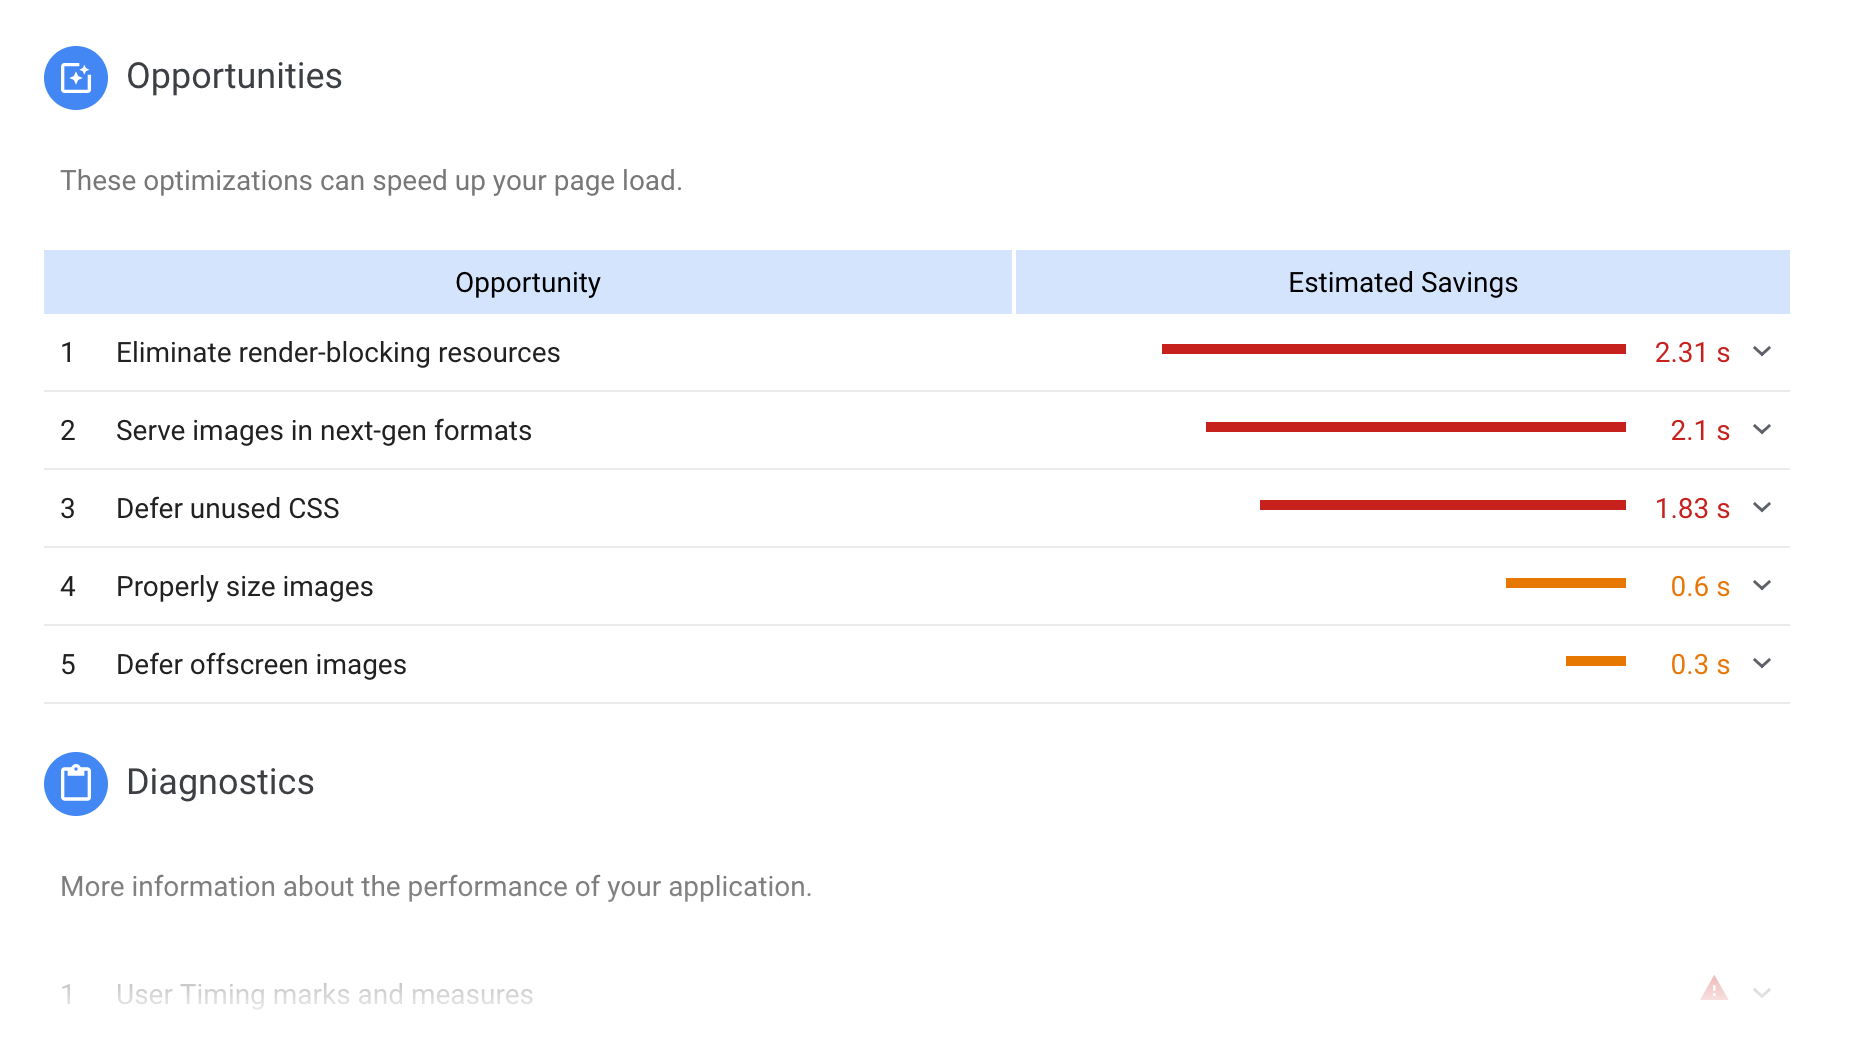 Opportunities
These optimizations can speed up your page load.
Opportunity Estimated Savings
1 Eliminate render-blocking resources 2.31 s
2 Serve images in next-gen formats 2.1 s
3 Defer unused CSS 1.83 s
4 Properly size images 0.6 s
5 Defer offscreen images 0.3 s
Diagnostics
More information about the performance of your application.
1 User Timing marks and measures